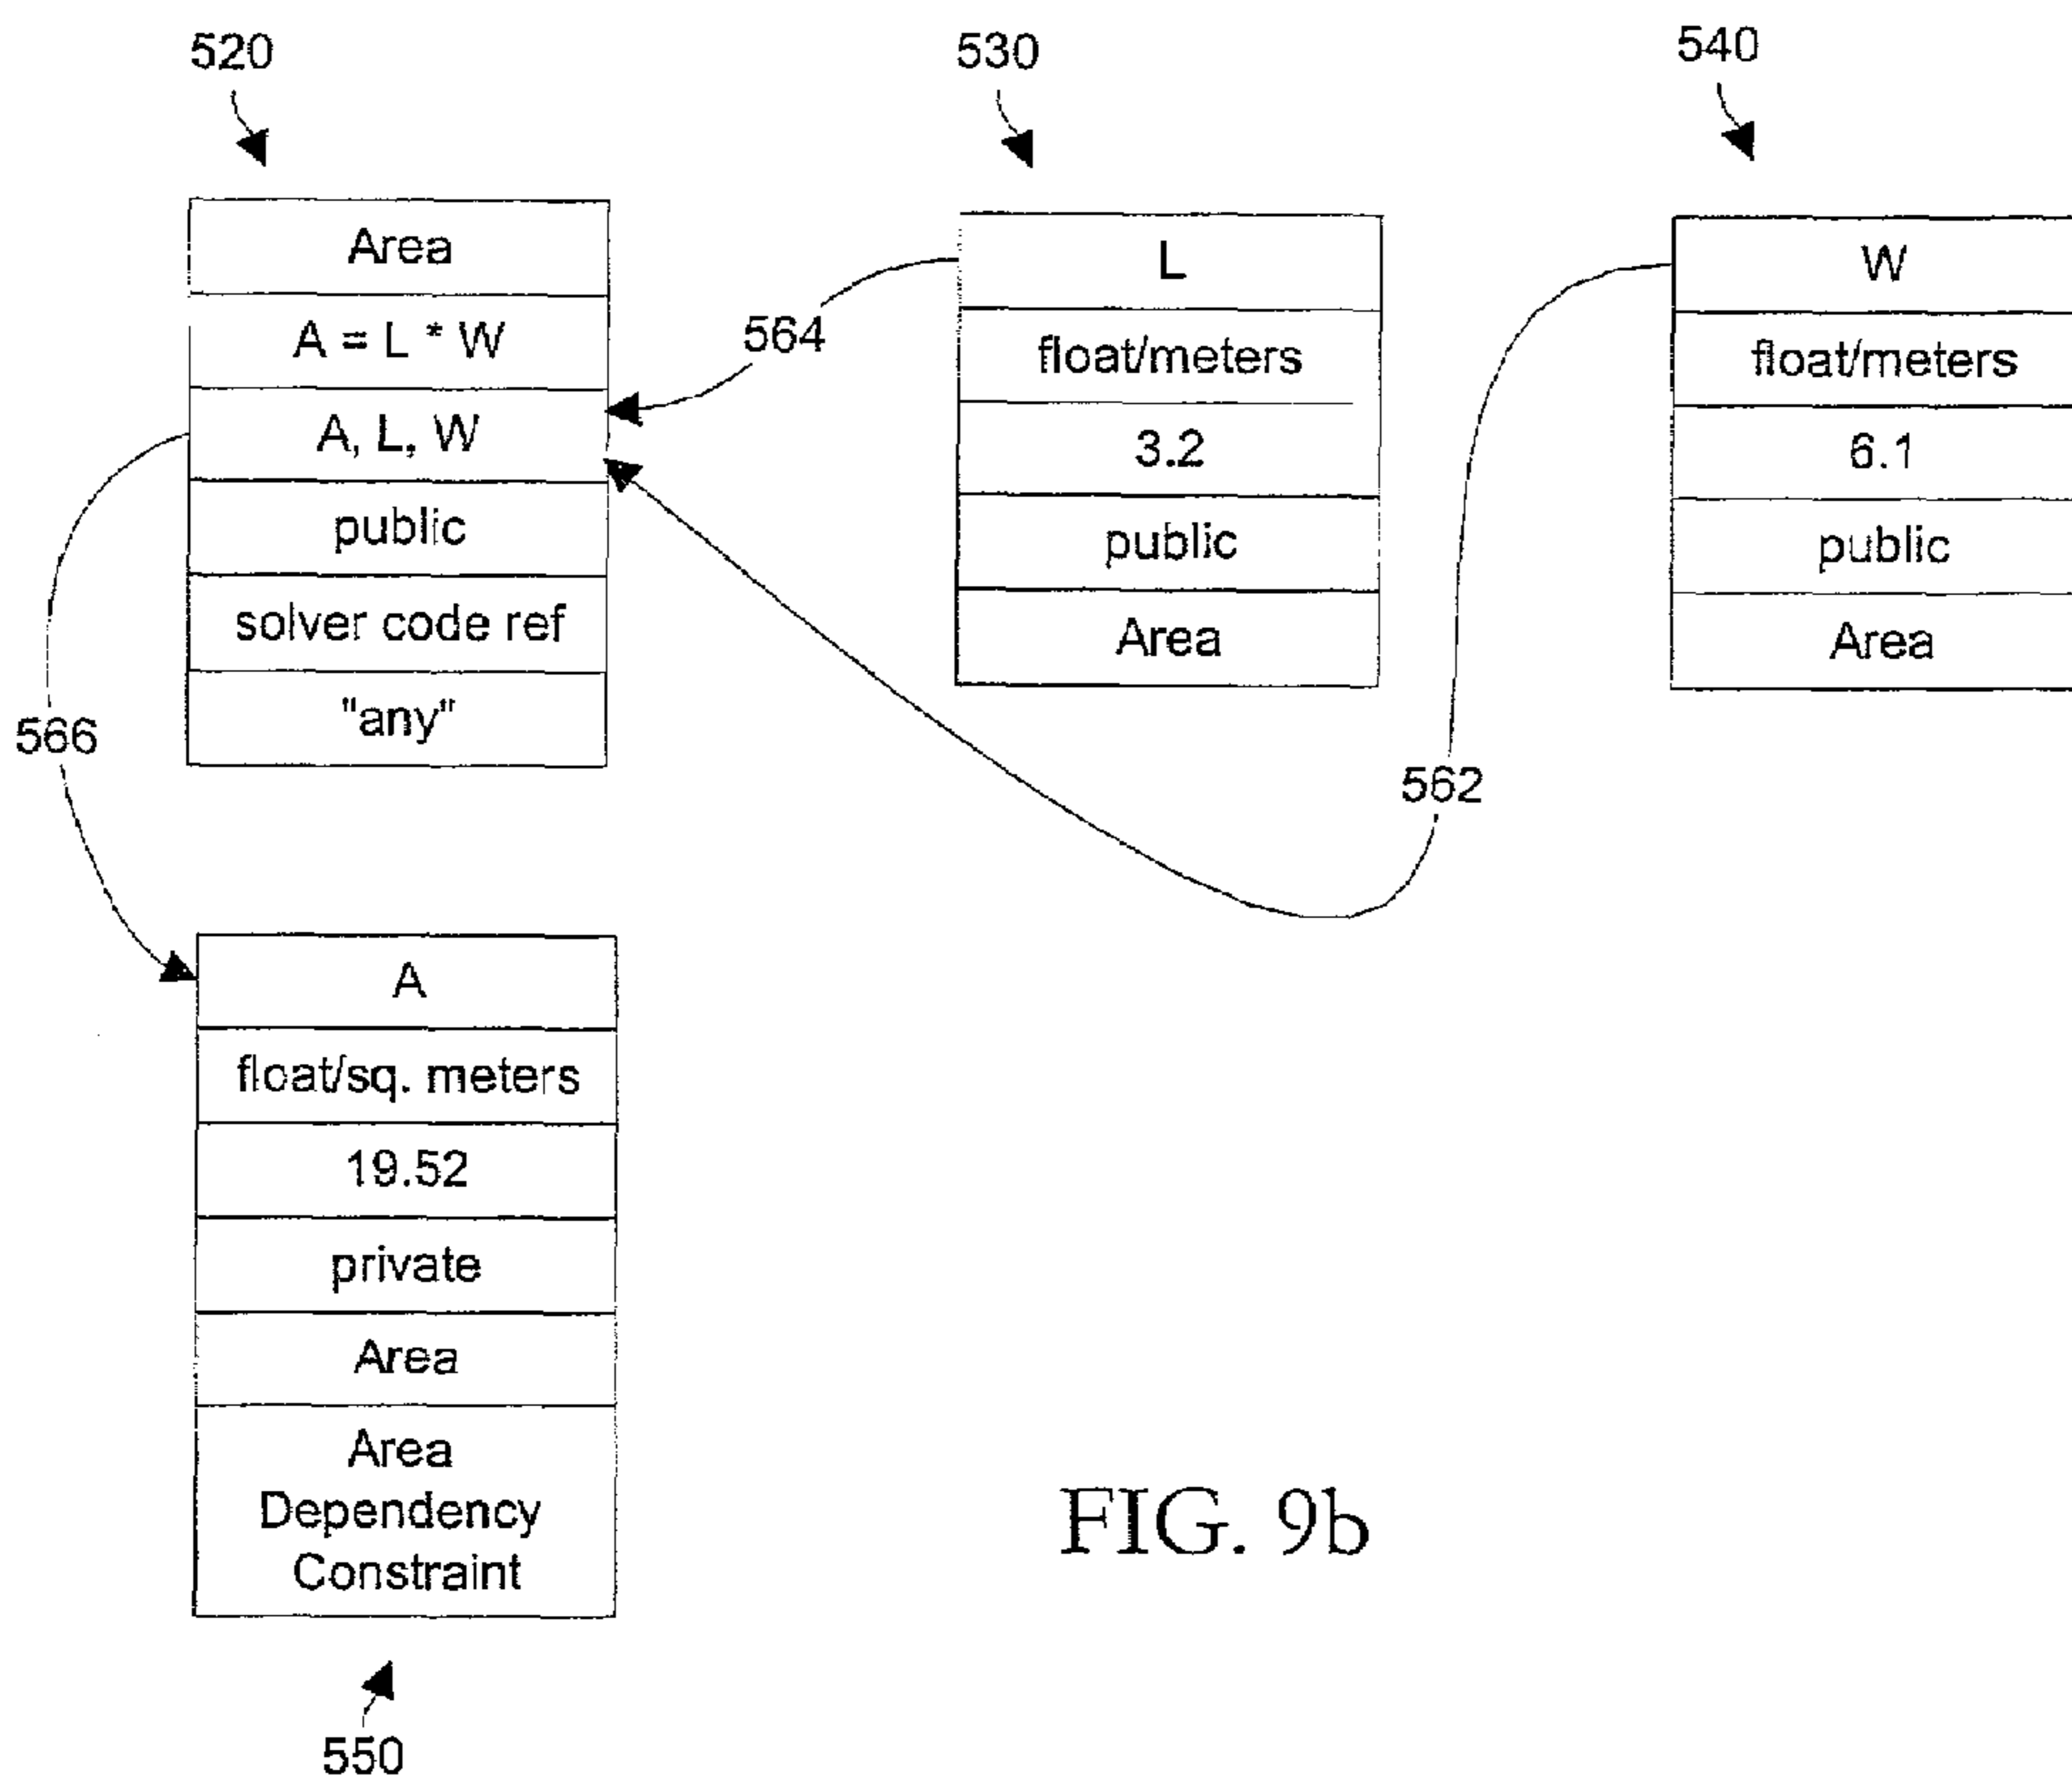 520
530
540
Area
A = L * W
A, L, W
public
solver code ref
"any"
L
float/meters
3.2
public
Area
W
float/meters
6.1
public
Area
564
566
562
A
float/sq. meters
19.52
private
Area
Area
Dependency
Constraint
550
FIG. 9b